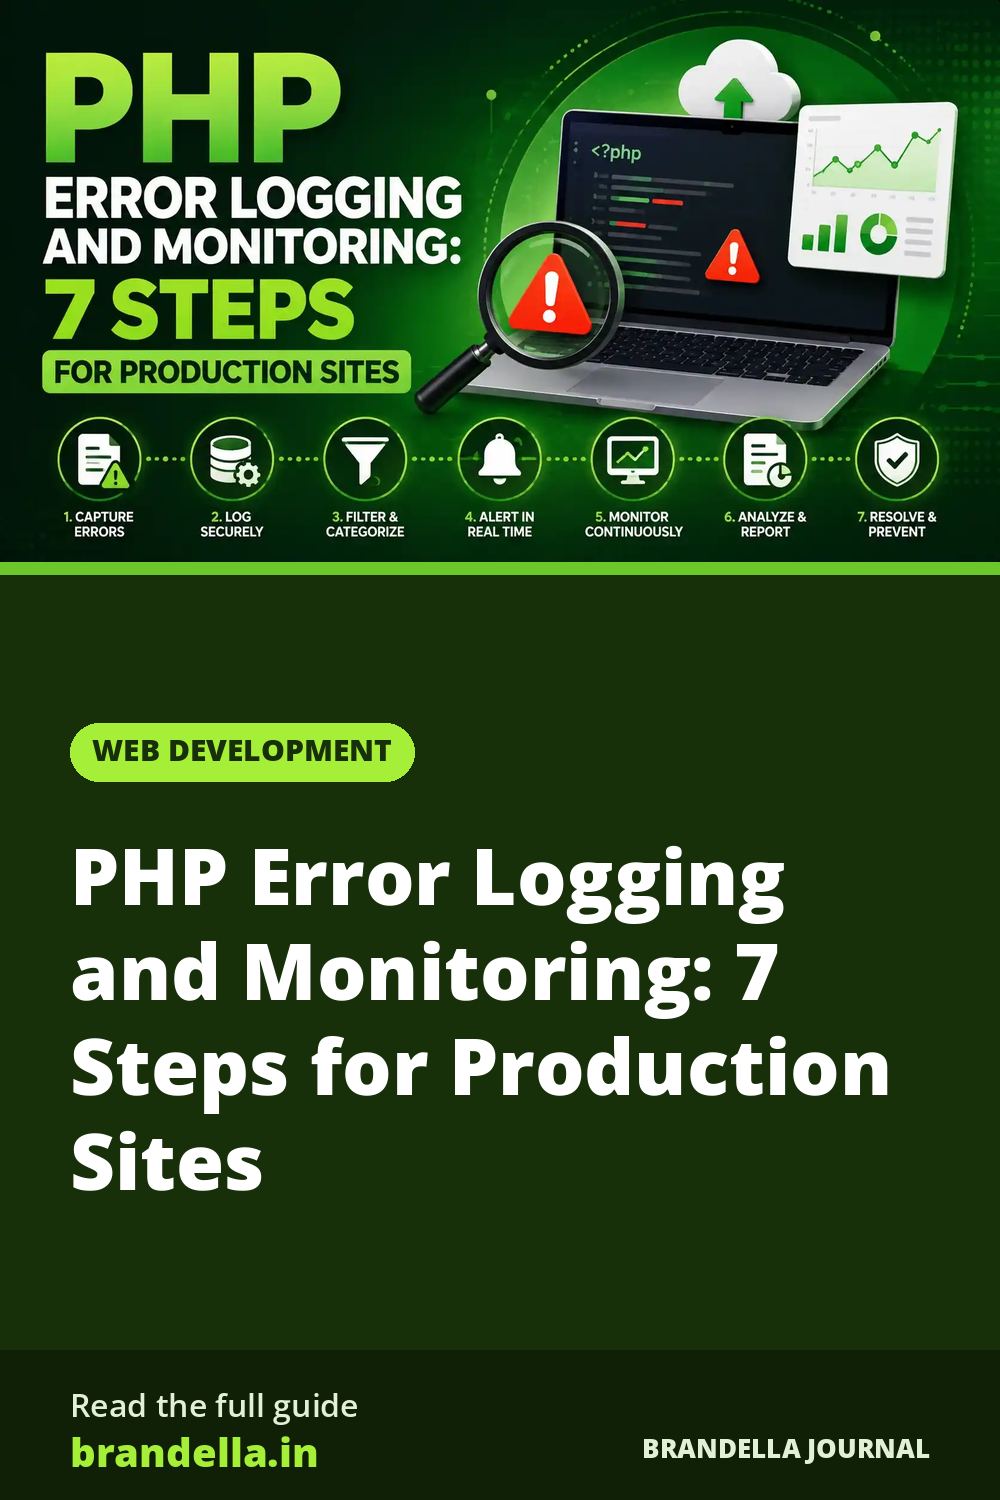 PHP
ERROR LOGGING
AND MONITORING:
7 STEPS
FOR PRODUCTION SITES
<?php
1. CAPTURE
ERRORS
2. LOG
SECURELY
3. FILTER &
CATEGORIZE
4. ALERT IN
REAL TIME
5. MONITOR
CONTINUOUSLY
6. ANALYZE &
REPORT
7. RESOLVE &
PREVENT
WEB DEVELOPMENT
PHP Error Logging
and Monitoring: 7
Steps for Production
Sites
Read the full guide
brandella.in
BRANDELLA JOURNAL